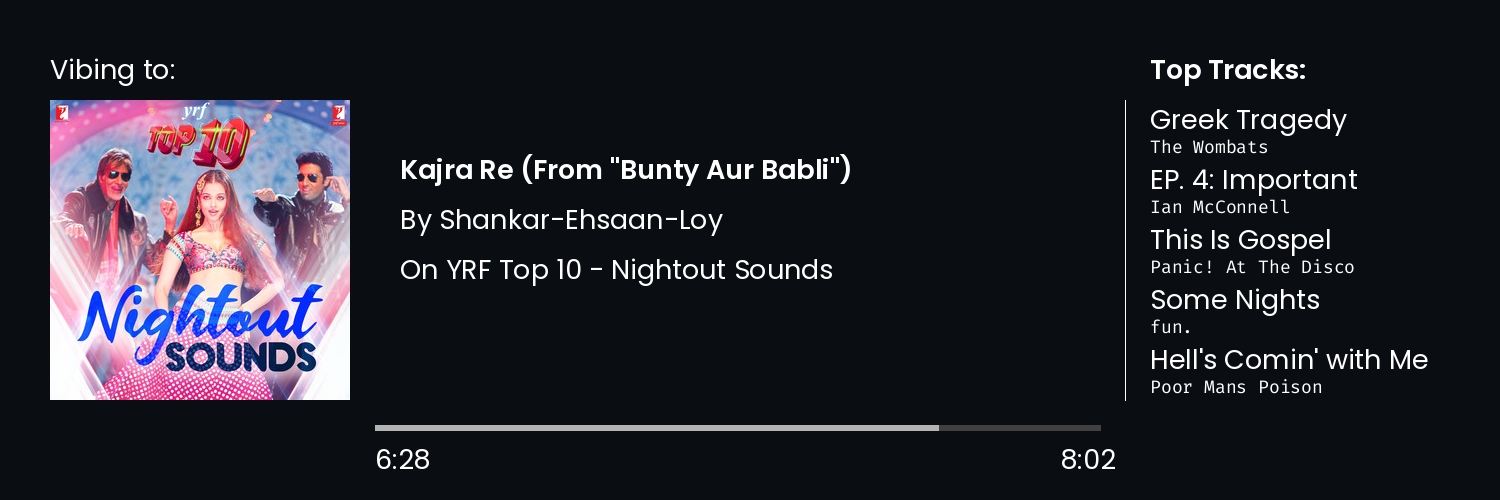 Vibing to:
yrf
TOP 10
Nightout
SOUNDS
Kajra Re (From "Bunty Aur Babli")
By Shankar-Ehsaan-Loy
On YRF Top 10 - Nightout Sounds
6:28
8:02
Top Tracks:
Greek Tragedy
The Wombats
EP. 4: Important
Ian McConnell
This Is Gospel
Panic! At The Disco
Some Nights
fun.
Hell's Comin' with Me
Poor Mans Poison